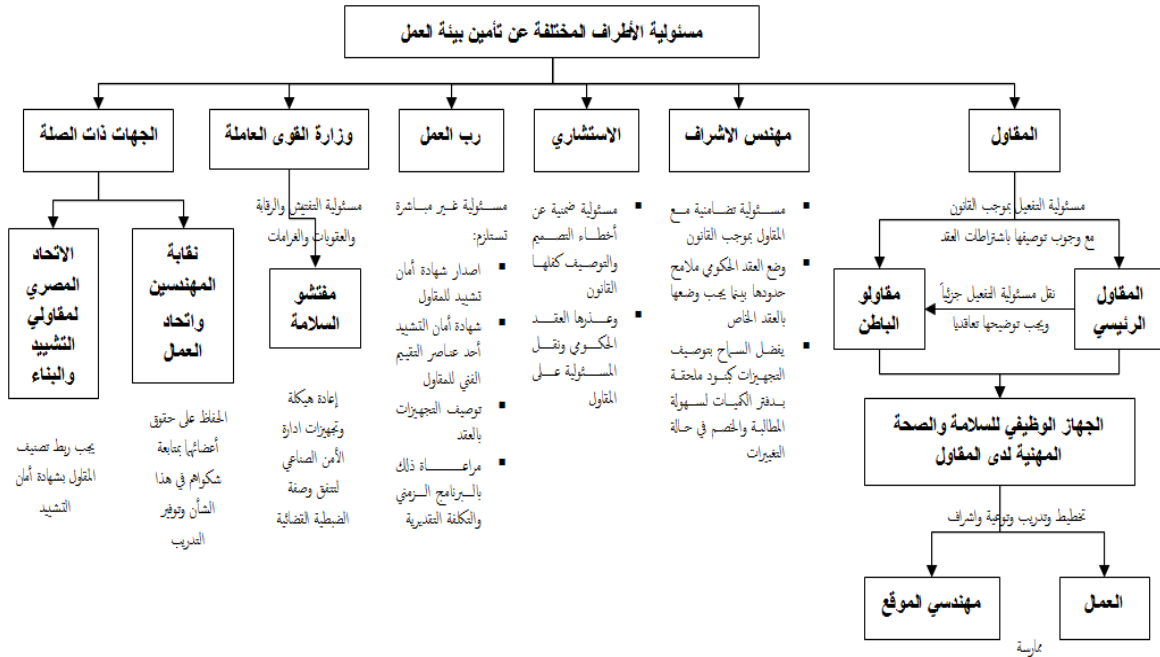 مسئولية الأطراف المختلفة عن تأمين بيئة العمل
المقاول
مهندس الاشراف
الاستشاري
رب العمل
وزارة القوى العاملة
الجهات ذات الصلة
مسئولية التفعيل بموجب القانون
مع وجوب توصيفها باشتراطات العقد
المقاول
الرئيسي
نقل مسئولية التفعيل جزئياً
ويجب توضيحها تعاقديا
مقاولو
الباطن
الجهاز الوظيفي للسلامة والصحة
المهنية لدى المقاول
تخطيط وتدريب وتوعية واشراف
العمال
مهندسي الموقع
ممارسة
▪ مسئولية تضامنية مع
المقاول بموجب القانون
▪ وضع العقد الحكومي ملامح
حدودها بينما يجب وضعها
بالعقد الخاص
▪ يفضل السماح بتوصيف
التجهيزات كبنود ملحقة
بدفتر الكميات لسهولة
المطالبة والخصم في حالة
التغييرات
▪ مسئولية ضمنية عن
أخطاء التصميم
والتوصيف كفلها
القانون
▪ وعذرها العقد
الحكومي ونقل
المسئولية على
المقاول
مسئولية غير مباشرة
تستلزم:
▪ اصدار شهادة أمان
تشييد للمقاول
▪ شهادة أمان التشييد
أحد عناصر التقييم
الفني للمقاول
▪ توصيف التجهيزات
بالعقد
▪ مراعاة ذلك
بالبرنامج الزمني
والتكلفة التقديرية
مسئولية التفتيش والرقابة
والعقوبات والغرامات
مفتشو
السلامة
إعادة هيكلة
وتجهيزات ادارة
الأمن الصناعي
لتتفق وصفة
الضبطية القضائية
نقابة
المهندسين
واتحاد
العمال
الحفاظ على حقوق
أعضائها بمتابعة
شكواهم في هذا
الشأن وتوفير
التدريب
الاتحاد
المصري
لمقاولي
التشييد
والبناء
يجب ربط تصنيف
المقاول بشهادة أمان
التشييد